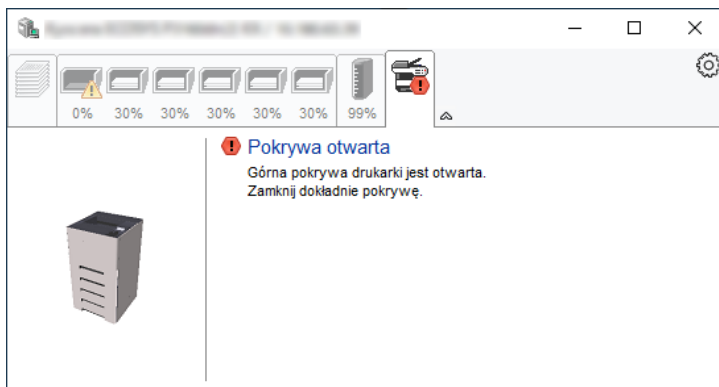 0% 30% 30% 30% 30% 30% 99%
Pokrywa otwarta
Górna pokrywa drukarki jest otwarta.
Zamknij dokładnie pokrywę.